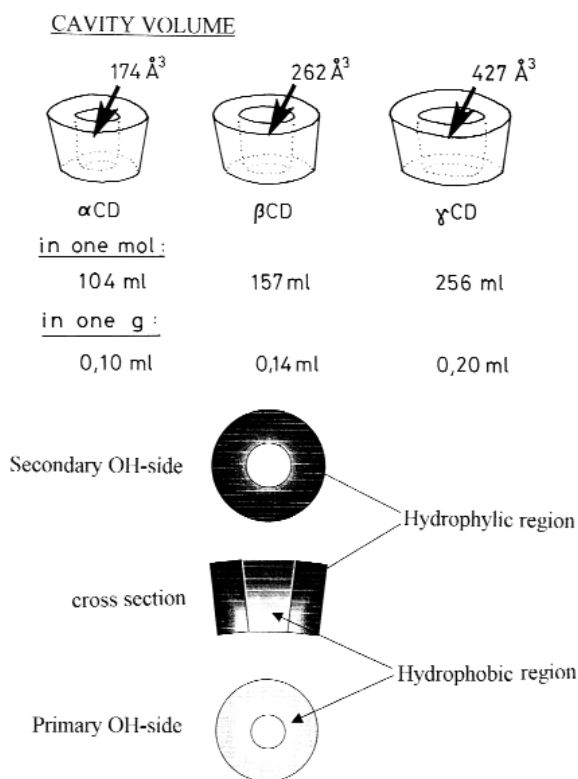 CAVITY VOLUME
174 Å³ 262 Å³ 427 Å³
αCD βCD γCD
in one mol:
104 ml 157 ml 256 ml
in one g:
0,10 ml 0,14 ml 0,20 ml
Secondary OH-side
Hydrophylic region
cross section
Hydrophobic region
Primary OH-side